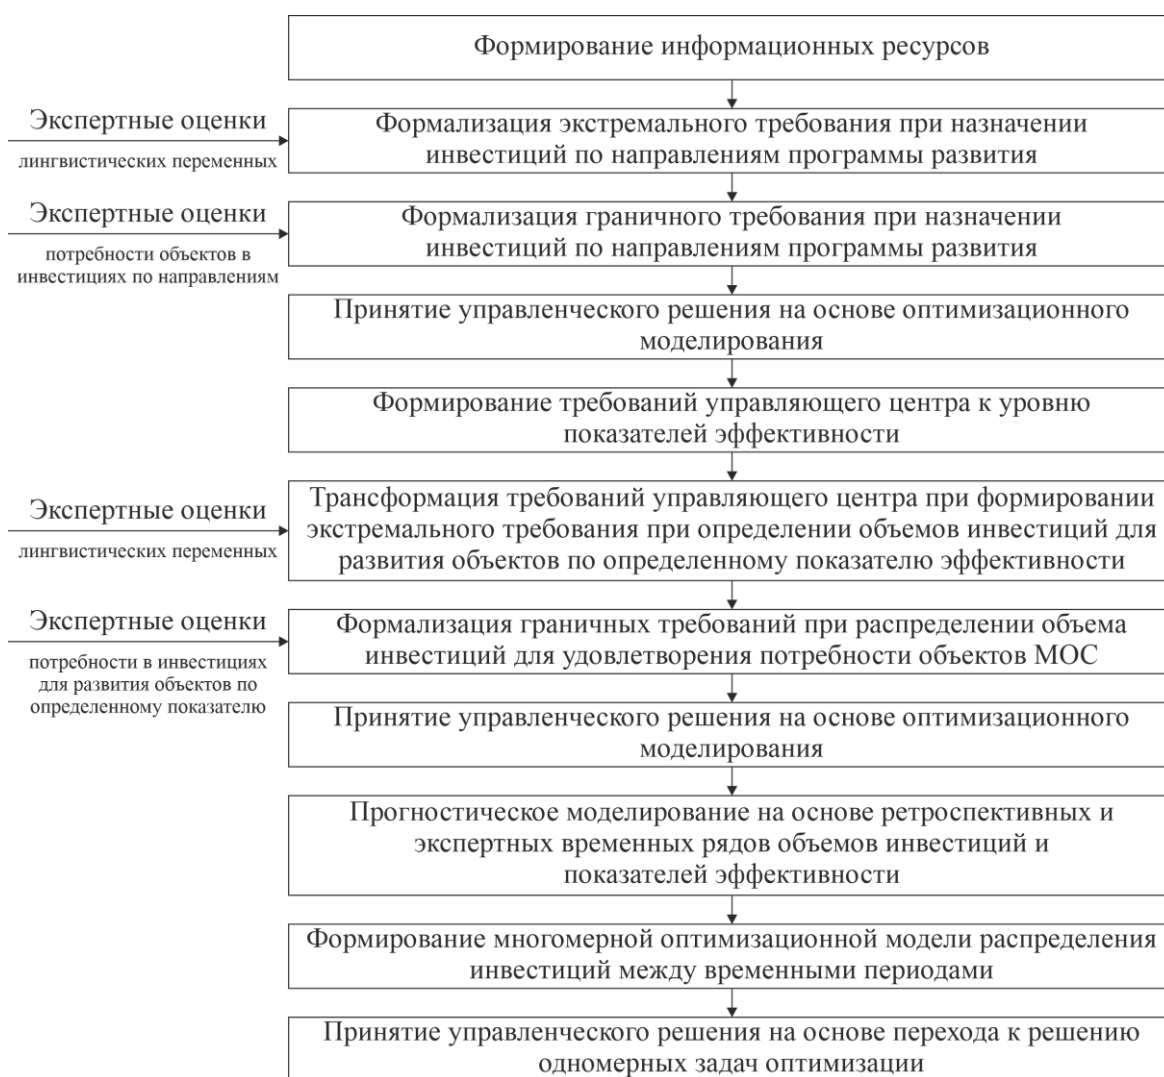 Формирование информационных ресурсов
Экспертные оценки
лингвистических переменных
Формализация экстремального требования при назначении
инвестиций по направлениям программы развития
Экспертные оценки
потребности объектов в
инвестициях по направлениям
Формализация граничного требования при назначении
инвестиций по направлениям программы развития
Принятие управленческого решения на основе оптимизационного
моделирования
Формирование требований управляющего центра к уровню
показателей эффективности
Экспертные оценки
лингвистических переменных
Трансформация требований управляющего центра при формировании
экстремального требования при определении объемов инвестиций для
развития объектов по определенному показателю эффективности
Экспертные оценки
потребности в инвестициях
для развития объектов по
определенному показателю
Формализация граничных требований при распределении объема
инвестиций для удовлетворения потребности объектов МОС
Принятие управленческого решения на основе оптимизационного
моделирования
Прогностическое моделирование на основе ретроспективных и
экспертных временных рядов объемов инвестиций и
показателей эффективности
Формирование многомерной оптимизационной модели распределения
инвестиций между временными периодами
Принятие управленческого решения на основе перехода к решению
одномерных задач оптимизации